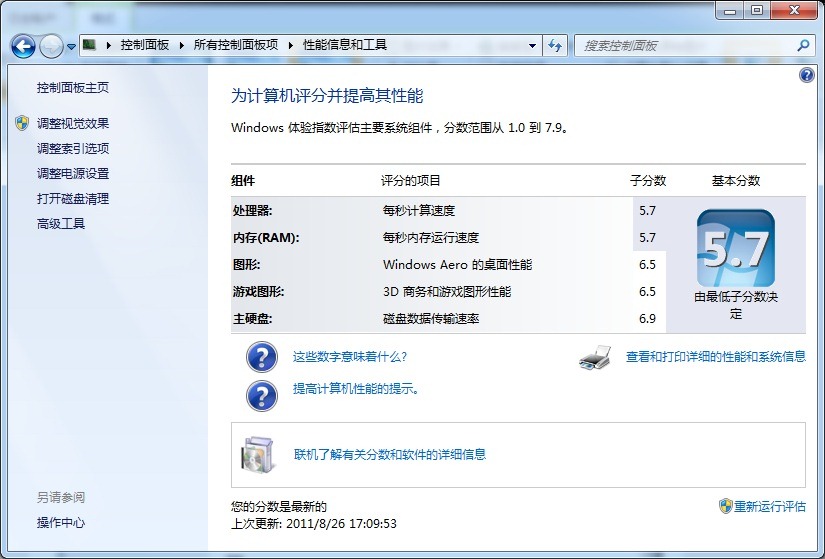 控制面板 ▸ 所有控制面板项 ▸ 性能信息和工具
搜索控制面板
控制面板主页
调整视觉效果
调整索引选项
调整电源设置
打开磁盘清理
高级工具
为计算机评分并提高其性能
Windows 体验指数评估主要系统组件，分数范围从 1.0 到 7.9。
组件 评分的项目 子分数 基本分数
处理器: 每秒计算速度 5.7
内存(RAM): 每秒内存运行速度 5.7
图形: Windows Aero 的桌面性能 6.5
游戏图形: 3D 商务和游戏图形性能 6.5
主硬盘: 磁盘数据传输速率 6.9
5.7
由最低子分数决
定
这些数字意味着什么?
查看和打印详细的性能和系统信息
提高计算机性能的提示。
联机了解有关分数和软件的详细信息
另请参阅
操作中心
您的分数是最新的
上次更新: 2011/8/26 17:09:53
重新运行评估